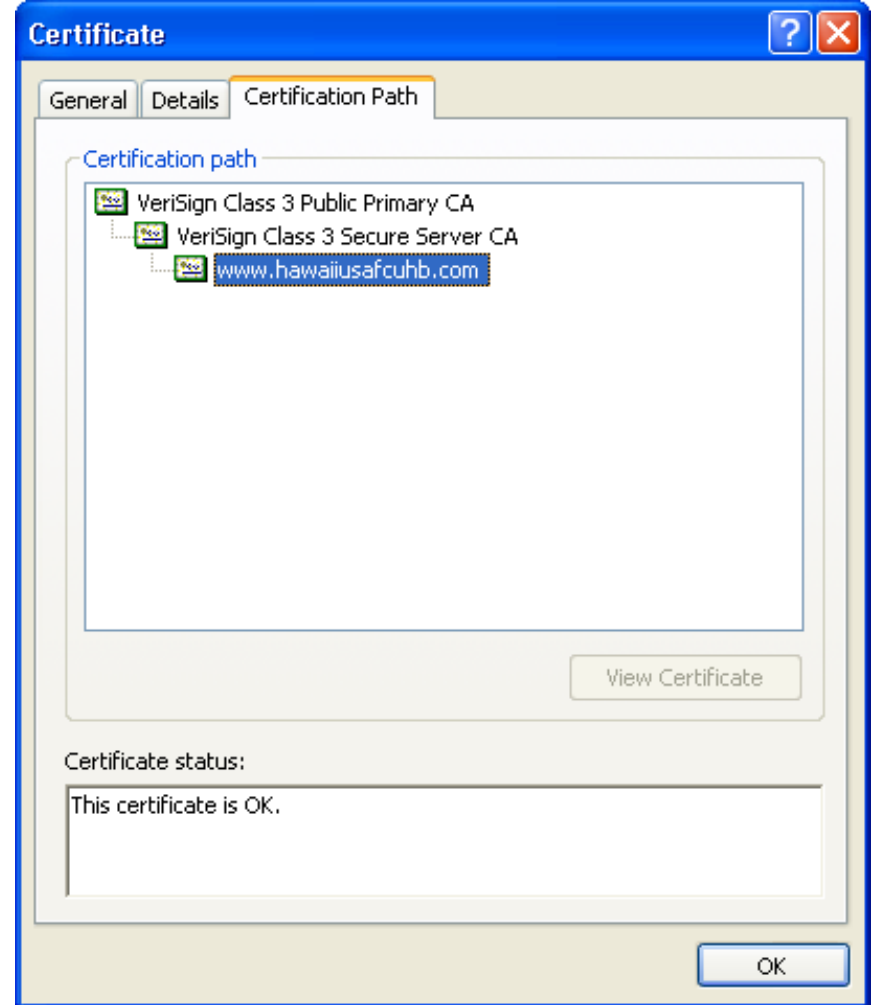 Certificate
General Details Certification Path
Certification path
VeriSign Class 3 Public Primary CA
VeriSign Class 3 Secure Server CA
www.hawaiiusafcuhb.com
View Certificate
Certificate status:
This certificate is OK.
OK